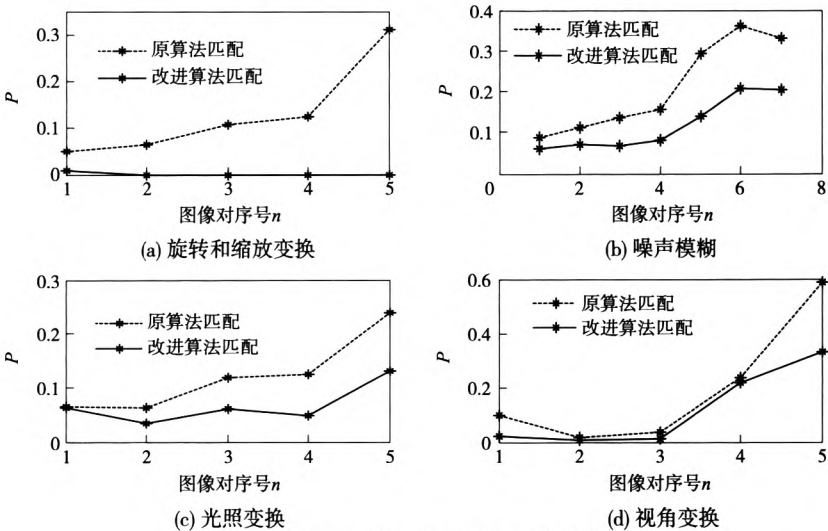 0.3
0.2
0.1
0
P
原算法匹配
改进算法匹配
1 2 3 4 5
图像对序号n
(a) 旋转和缩放变换
0.4
0.3
0.2
0.1
P
原算法匹配
改进算法匹配
0 2 4 6 8
图像对序号n
(b) 噪声模糊
0.3
0.2
0.1
0
P
原算法匹配
改进算法匹配
1 2 3 4 5
图像对序号n
(c) 光照变换
0.6
0.4
0.2
0
P
原算法匹配
改进算法匹配
1 2 3 4 5
图像对序号n
(d) 视角变换